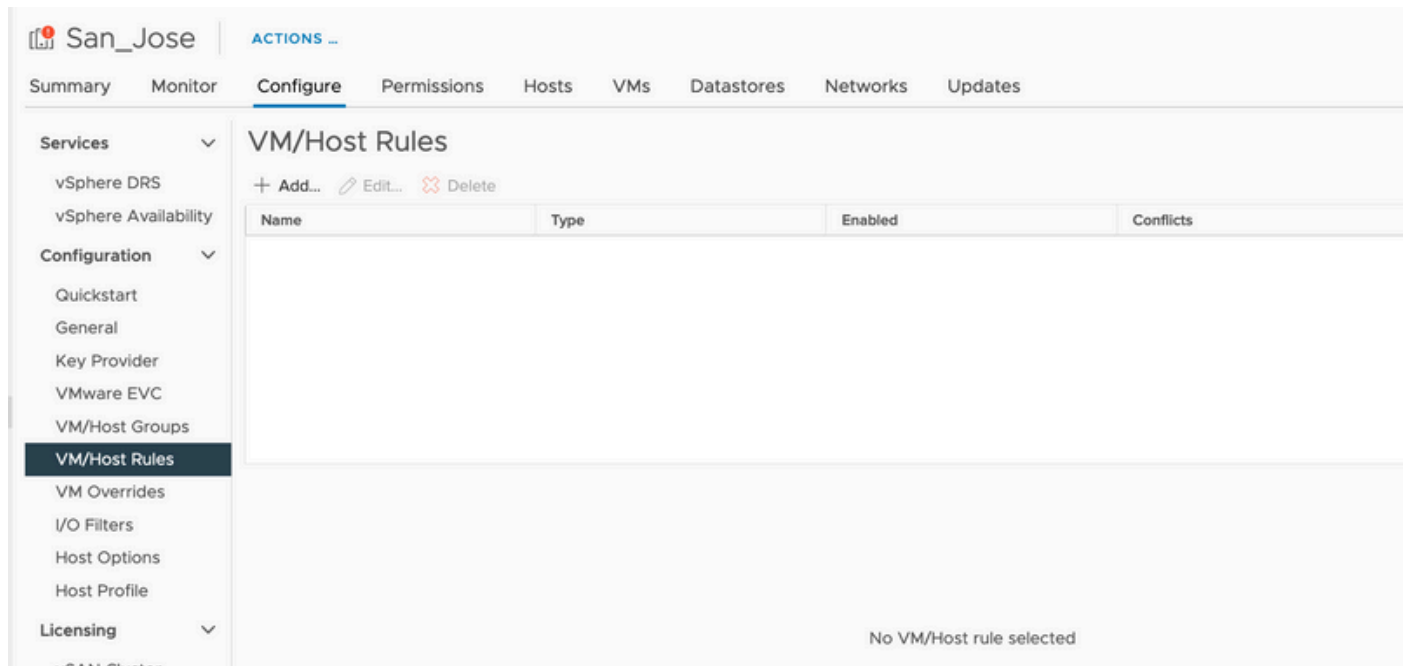 San_Jose ACTIONS ...
Summary Monitor Configure Permissions Hosts VMs Datastores Networks Updates
Services
vSphere DRS
vSphere Availability
Configuration
Quickstart
General
Key Provider
VMware EVC
VM/Host Groups
VM/Host Rules
VM Overrides
I/O Filters
Host Options
Host Profile
Licensing
VM/Host Rules
+ Add... Edit... Delete
Name Type Enabled Conflicts
No VM/Host rule selected